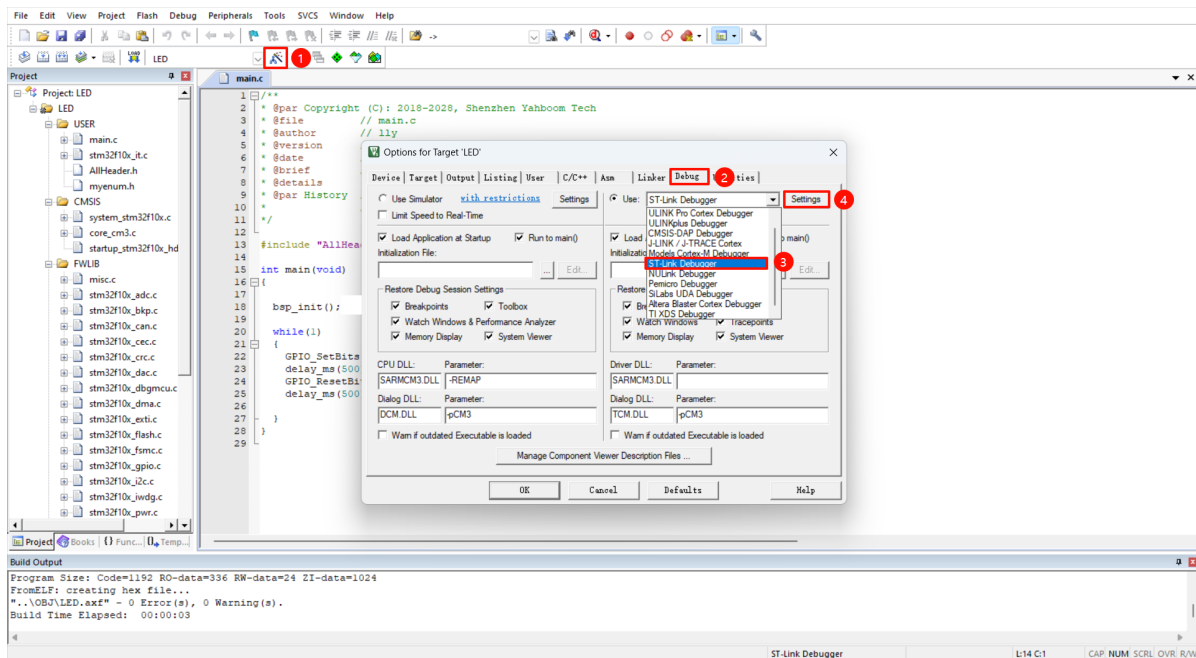 File Edit View Project Flash Debug Peripherals Tools SVCS Window Help
LOAD LED 1
Project
main.c
Project: LED
LED
USER
main.c
stm32f10x_it.c
AllHeader.h
myenum.h
CMSIS
system_stm32f10x.c
core_cm3.c
startup_stm32f10x_hd
FWLIB
misc.c
stm32f10x_adc.c
stm32f10x_bkp.c
stm32f10x_can.c
stm32f10x_cec.c
stm32f10x_crc.c
stm32f10x_dac.c
stm32f10x_dbgmcu.c
stm32f10x_dma.c
stm32f10x_exti.c
stm32f10x_flash.c
stm32f10x_fsmc.c
stm32f10x_gpio.c
stm32f10x_i2c.c
stm32f10x_iwdg.c
stm32f10x_pwr.c
Project Books {} Func... Temp...
1 /**
2 * @par Copyright (C): 2018-2028, Shenzhen Yahboom Tech
3 * @file // main.c
4 * @author // lly
5 * @version
6 * @date
7 * @brief
8 * @details
9 * @par History
10 *
11 */
12
13 #include "AllHea
14
15 int main(void)
16 {
17
18 bsp_init();
19
20 while(1)
21 {
22 GPIO_SetBits
23 delay_ms(500
24 GPIO_ResetBi
25 delay_ms(500
26
27 }
28 }
29
Options for Target 'LED'
Device Target Output Listing User C/C++ Asm Linker Debug 2 ties
Use Simulator with restrictions Settings
Limit Speed to Real-Time
Load Application at Startup Run to main()
Initialization File:
... Edit...
Restore Debug Session Settings
Breakpoints Toolbox
Watch Windows & Performance Analyzer
Memory Display System Viewer
CPU DLL: Parameter:
SARMCM3.DLL -REMAP
Dialog DLL: Parameter:
DCM.DLL -pCM3
Warn if outdated Executable is loaded
Use: ST-Link Debugger Settings 4
ULINK Pro Cortex Debugger
ULINKplus Debugger
CMSIS-DAP Debugger
J-LINK / J-TRACE Cortex
Models Cortex-M Debugger
ST-Link Debugger 3
NULink Debugger
Pemicro Debugger
SiLabs UDA Debugger
Altera Blaster Cortex Debugger
TI XDS Debugger
Load main()
Initializatio
Edit...
Restore
Watch Windows Tracepoints
Memory Display System Viewer
Driver DLL: Parameter:
SARMCM3.DLL
Dialog DLL: Parameter:
TCM.DLL -pCM3
Warn if outdated Executable is loaded
Manage Component Viewer Description Files ...
OK Cancel Defaults Help
Build Output
Program Size: Code=1192 RO-data=336 RW-data=24 ZI-data=1024
FromELF: creating hex file...
"..\OBJ\LED.axf" - 0 Error(s), 0 Warning(s).
Build Time Elapsed: 00:00:03
ST-Link Debugger L:14 C:1 CAP NUM SCRL OVR R/W